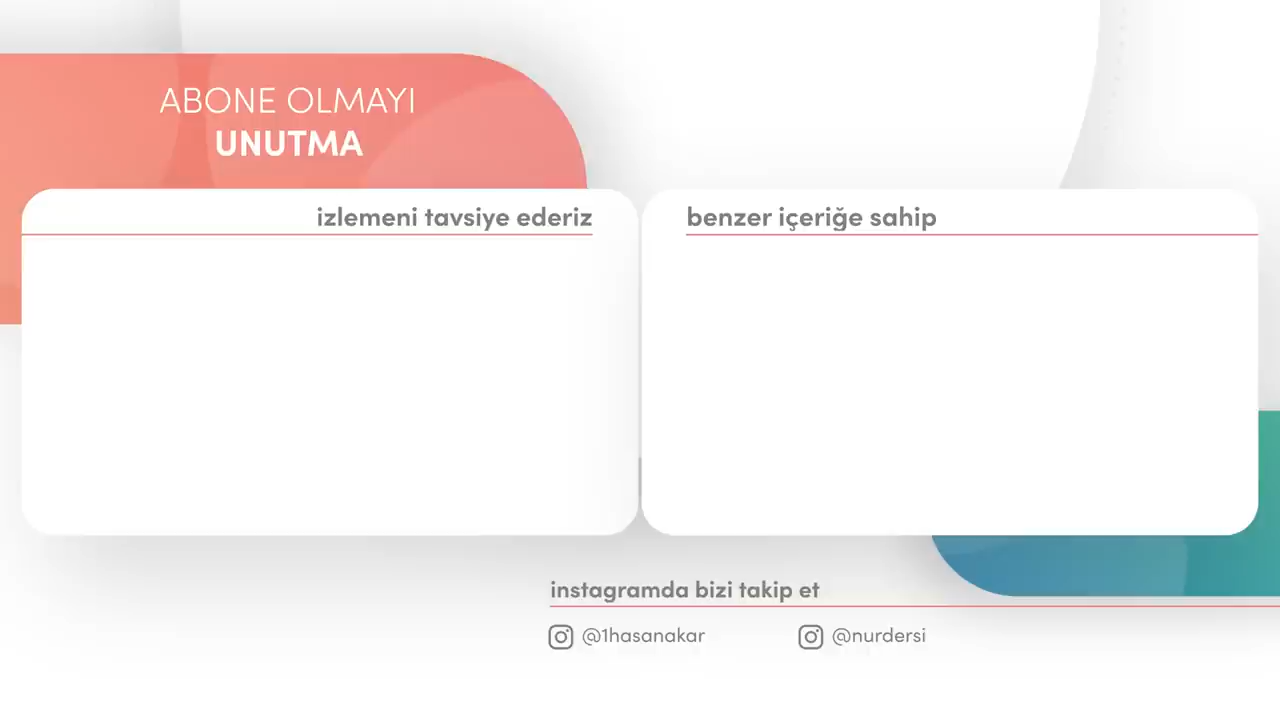 ABONE OLMAYI
UNUTMA
izlemeni tavsiye ederiz
benzer içeriğe sahip
instagramda bizi takip et
@1hasanakar
@nurdersi